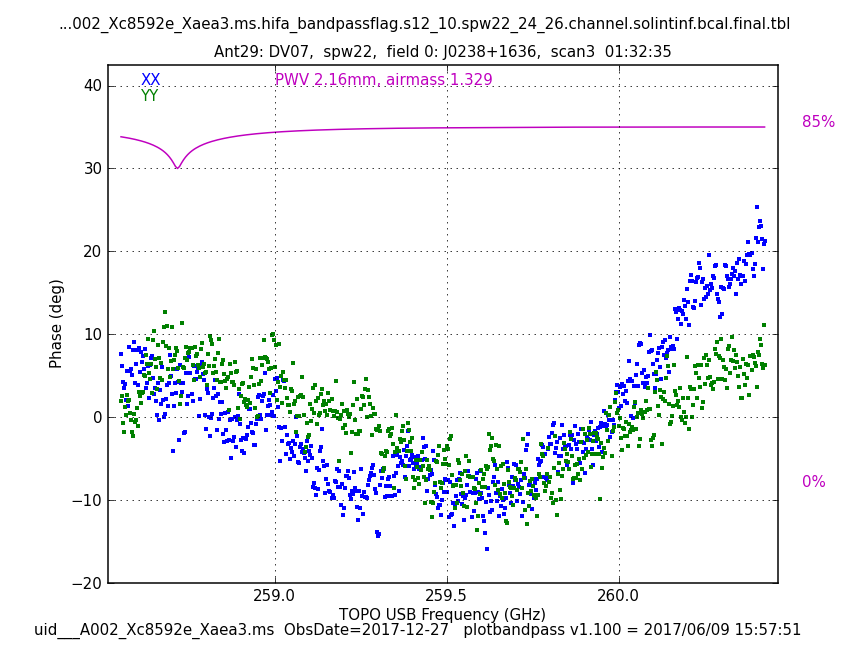 ...002_Xc8592e_Xaea3.ms.hifa_bandpassflag.s12_10.spw22_24_26.channel.solintinf.bcal.final.tbl
Ant29: DV07, spw22, field 0: J0238+1636, scan3 01:32:35
XX
YY
PWV 2.16mm, airmass 1.329
85%
0%
40
30
20
10
0
−10
−20
Phase (deg)
259.0
259.5
260.0
TOPO USB Frequency (GHz)
uid___A002_Xc8592e_Xaea3.ms ObsDate=2017-12-27 plotbandpass v1.100 = 2017/06/09 15:57:51